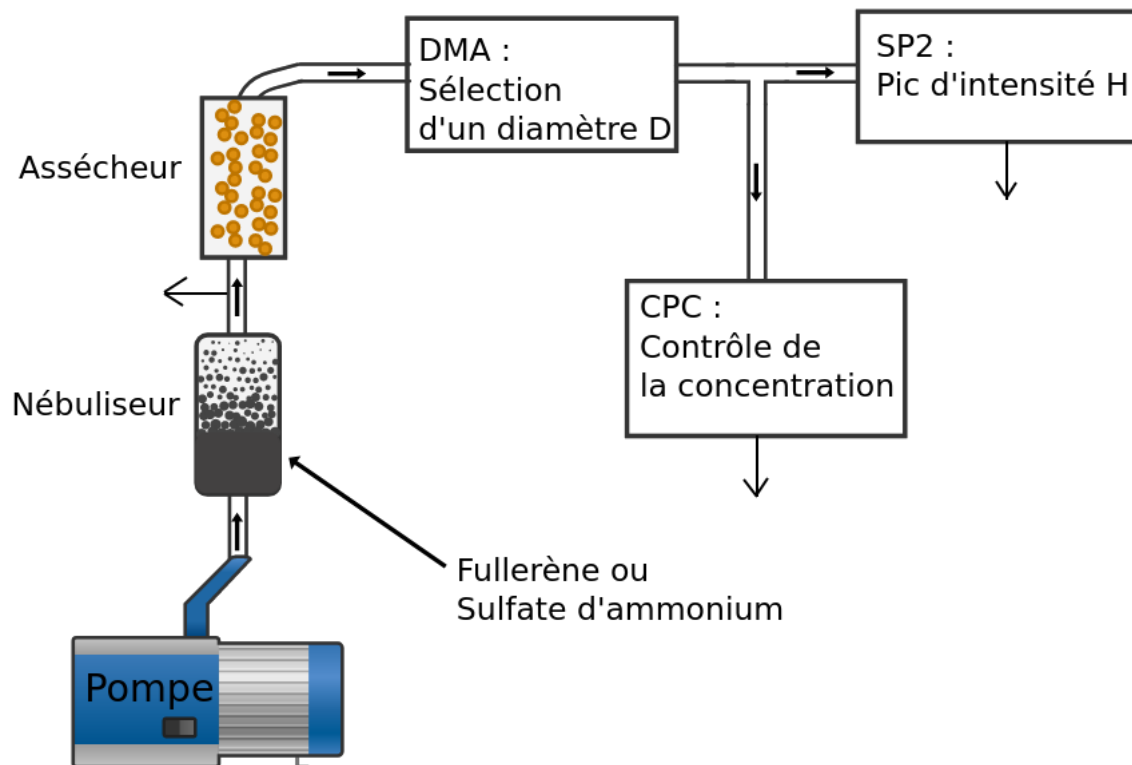 DMA :
Sélection
d'un diamètre D
SP2 :
Pic d'intensité H
Assécheur
CPC :
Contrôle de
la concentration
Nébuliseur
Fullerène ou
Sulfate d'ammonium
Pompe